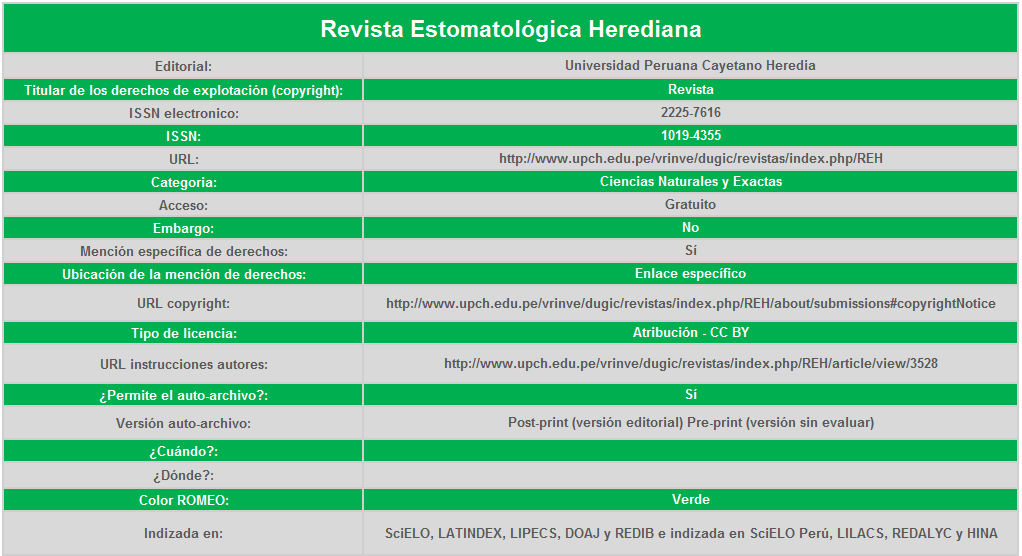 Revista Estomatológica Herediana
Editorial: Universidad Peruana Cayetano Heredia
Titular de los derechos de explotación (copyright): Revista
ISSN electronico: 2225-7616
ISSN: 1019-4355
URL: http://www.upch.edu.pe/vrinve/dugic/revistas/index.php/REH
Categoria: Ciencias Naturales y Exactas
Acceso: Gratuito
Embargo: No
Mención específica de derechos: Sí
Ubicación de la mención de derechos: Enlace específico
URL copyright: http://www.upch.edu.pe/vrinve/dugic/revistas/index.php/REH/about/submissions#copyrightNotice
Tipo de licencia: Atribución - CC BY
URL instrucciones autores: http://www.upch.edu.pe/vrinve/dugic/revistas/index.php/REH/article/view/3528
¿Permite el auto-archivo?: Sí
Versión auto-archivo: Post-print (versión editorial) Pre-print (versión sin evaluar)
¿Cuándo?:
¿Dónde?:
Color ROMEO: Verde
Indizada en: SciELO, LATINDEX, LIPECS, DOAJ y REDIB e indizada en SciELO Perú, LILACS, REDALYC y HINA